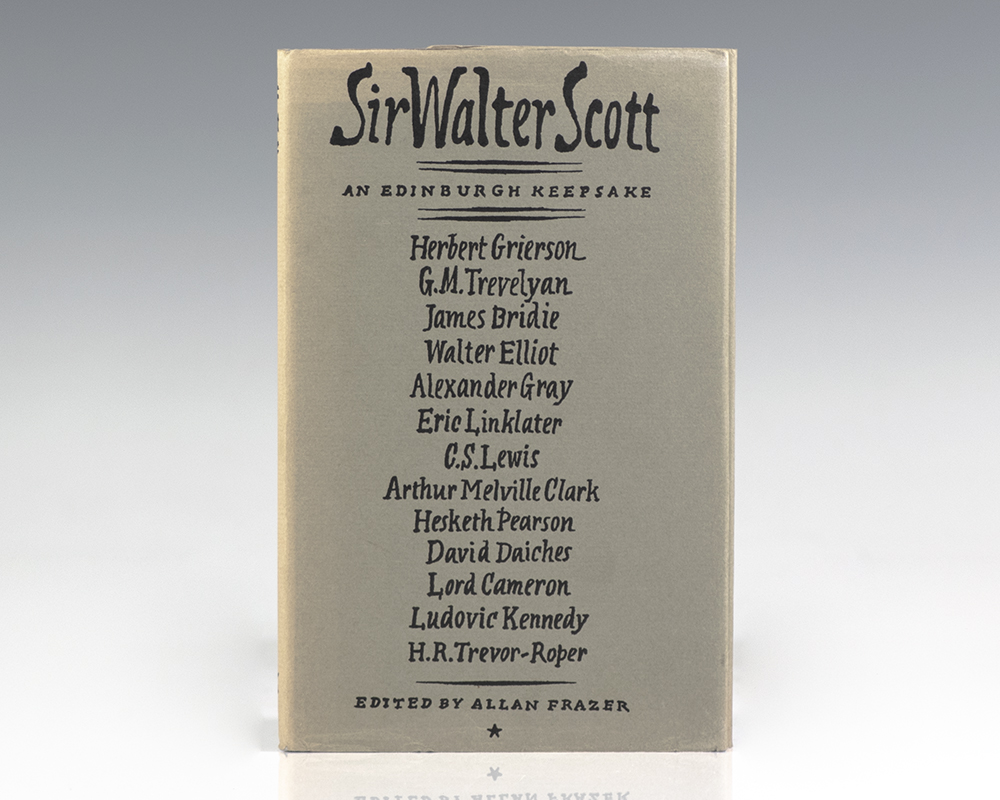 Sir Walter Scott
AN EDINBURGH KEEPSAKE
Herbert Grierson
G.M. Trevelyan
James Bridie
Walter Elliot
Alexander Gray
Eric Linklater
C.S. Lewis
Arthur Melville Clark
Hesketh Pearson
David Daiches
Lord Cameron
Ludovic Kennedy
H.R. Trevor-Roper
EDITED BY ALLAN FRAZER